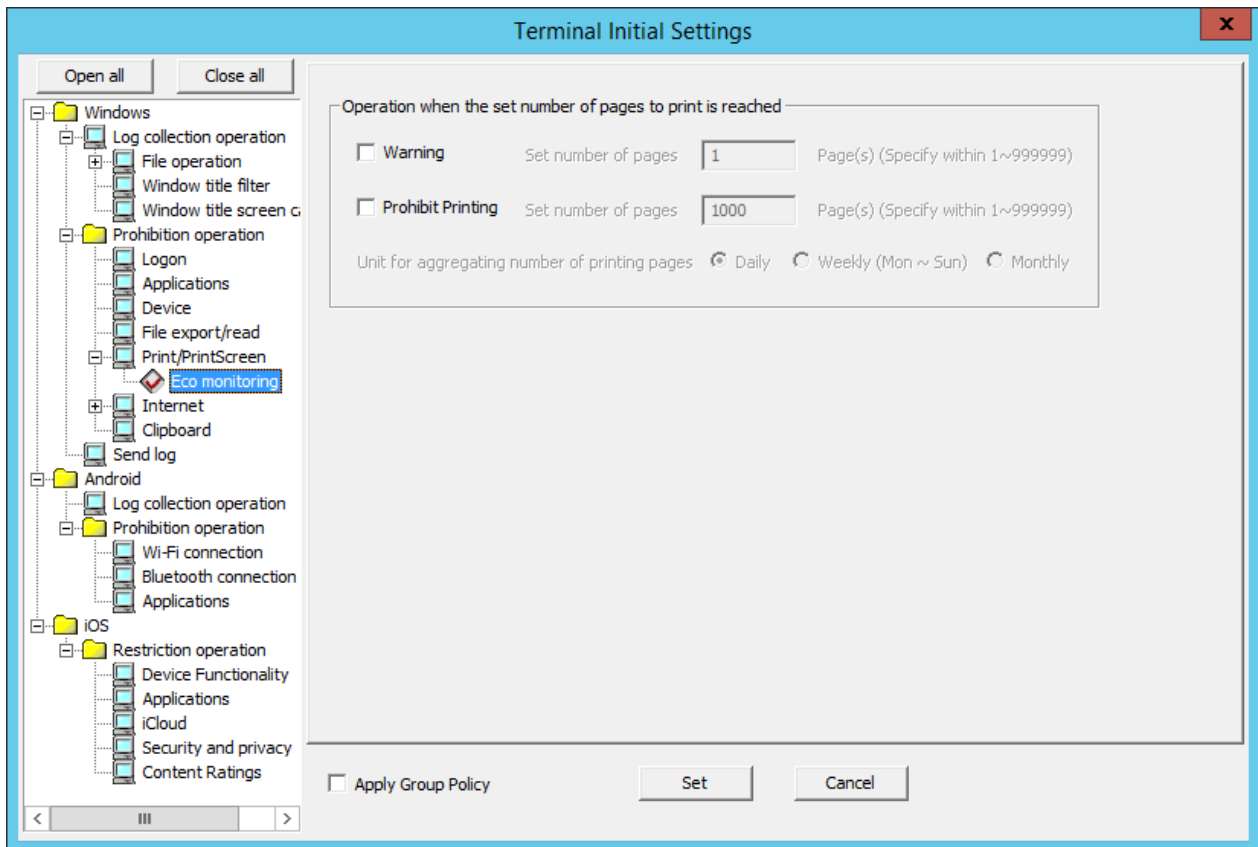 Terminal Initial Settings
x
Open all Close all
Windows
Log collection operation
File operation
Window title filter
Window title screen ca
Prohibition operation
Logon
Applications
Device
File export/read
Print/PrintScreen
Eco monitoring
Internet
Clipboard
Send log
Android
Log collection operation
Prohibition operation
Wi-Fi connection
Bluetooth connection
Applications
iOS
Restriction operation
Device Functionality
Applications
iCloud
Security and privacy
Content Ratings
Operation when the set number of pages to print is reached
Warning Set number of pages 1 Page(s) (Specify within 1~999999)
Prohibit Printing Set number of pages 1000 Page(s) (Specify within 1~999999)
Unit for aggregating number of printing pages Daily Weekly (Mon ~ Sun) Monthly
Apply Group Policy Set Cancel